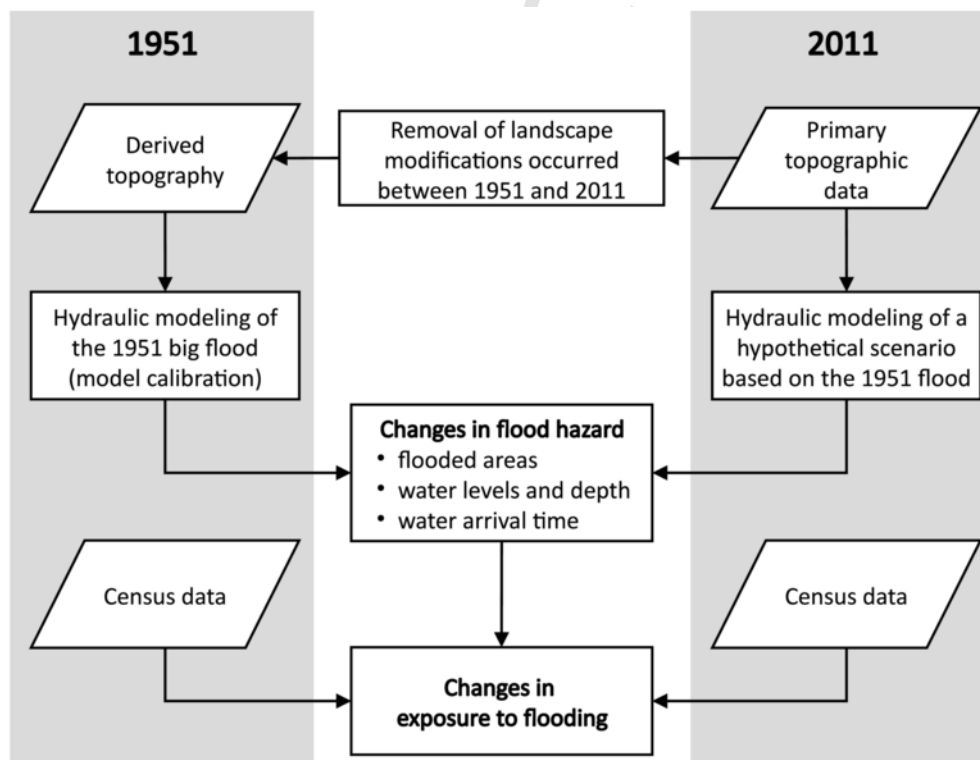 1951
2011
Derived
topography
Removal of landscape
modifications occurred
between 1951 and 2011
Primary
topographic
data
Hydraulic modeling of
the 1951 big flood
(model calibration)
Hydraulic modeling of a
hypothetical scenario
based on the 1951 flood
Changes in flood hazard
• flooded areas
• water levels and depth
• water arrival time
Census data
Census data
Changes in
exposure to flooding